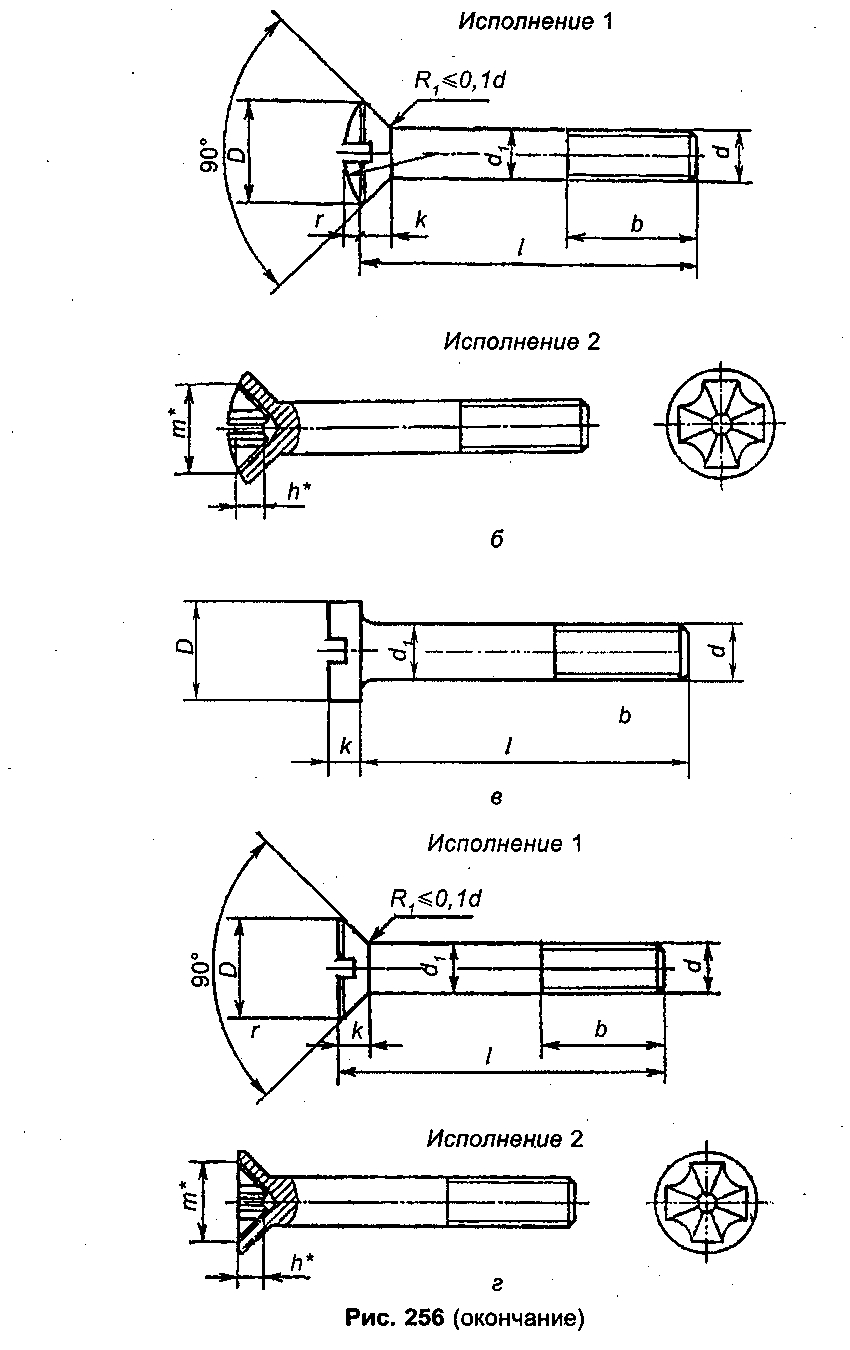 Исполнение 1
R₁⩽0,1d
90°
D
d₁
d
r
k
b
l
Исполнение 2
m*
h*
б
D
d₁
d
b
k
l
в
Исполнение 1
R₁⩽0,1d
90°
D
d₁
d
r
k
b
l
Исполнение 2
m*
h*
г
Рис. 256 (окончание)